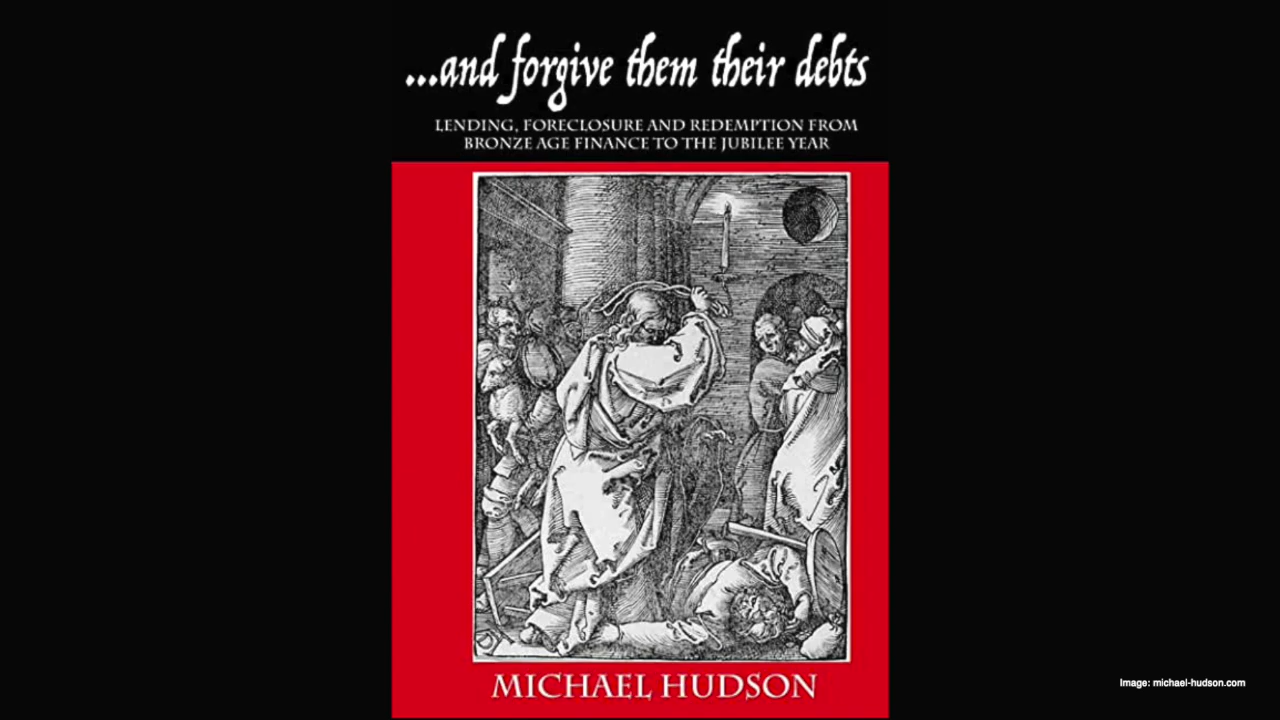 ...and forgive them their debts
LENDING, FORECLOSURE AND REDEMPTION FROM
BRONZE AGE FINANCE TO THE JUBILEE YEAR
MICHAEL HUDSON
Image: michael-hudson.com